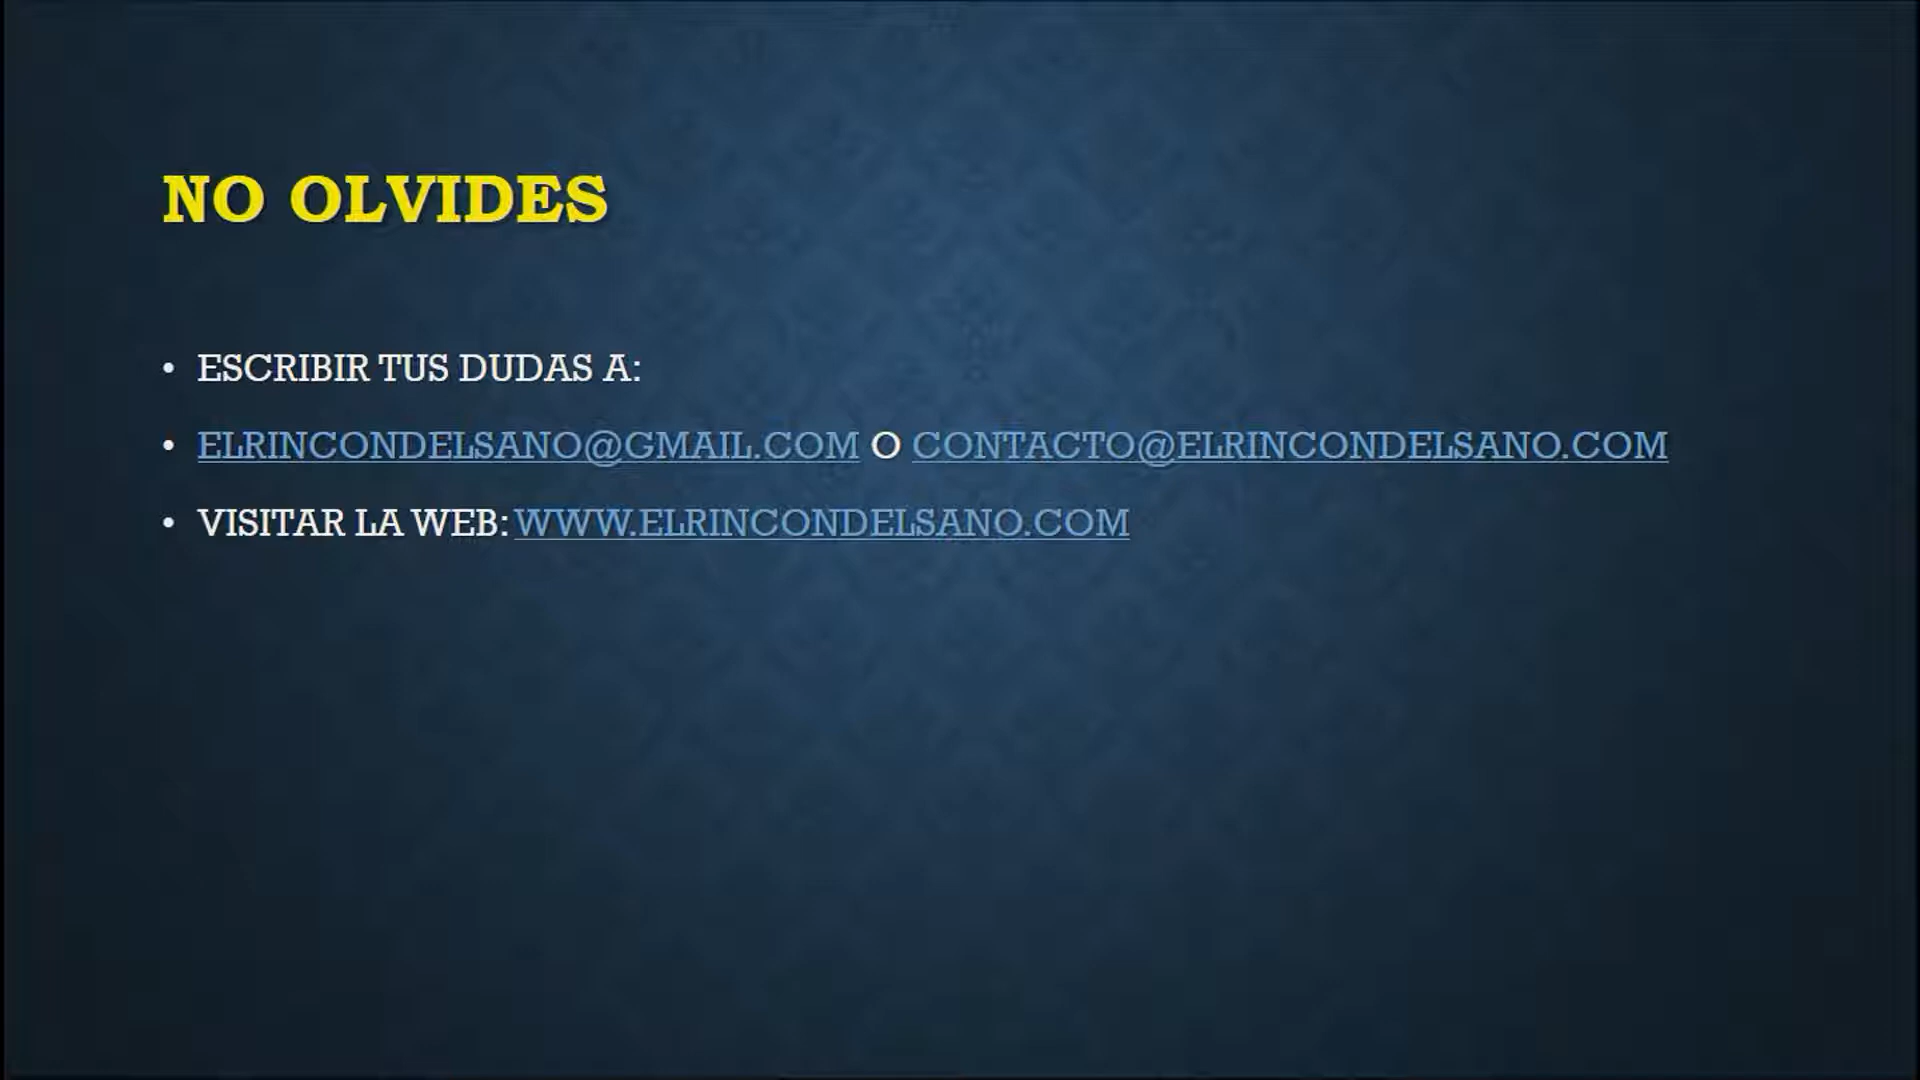 NO OLVIDES
• ESCRIBIR TUS DUDAS A:
• ELRINCONDELSANO@GMAIL.COM O CONTACTO@ELRINCONDELSANO.COM
• VISITAR LA WEB: WWW.ELRINCONDELSANO.COM